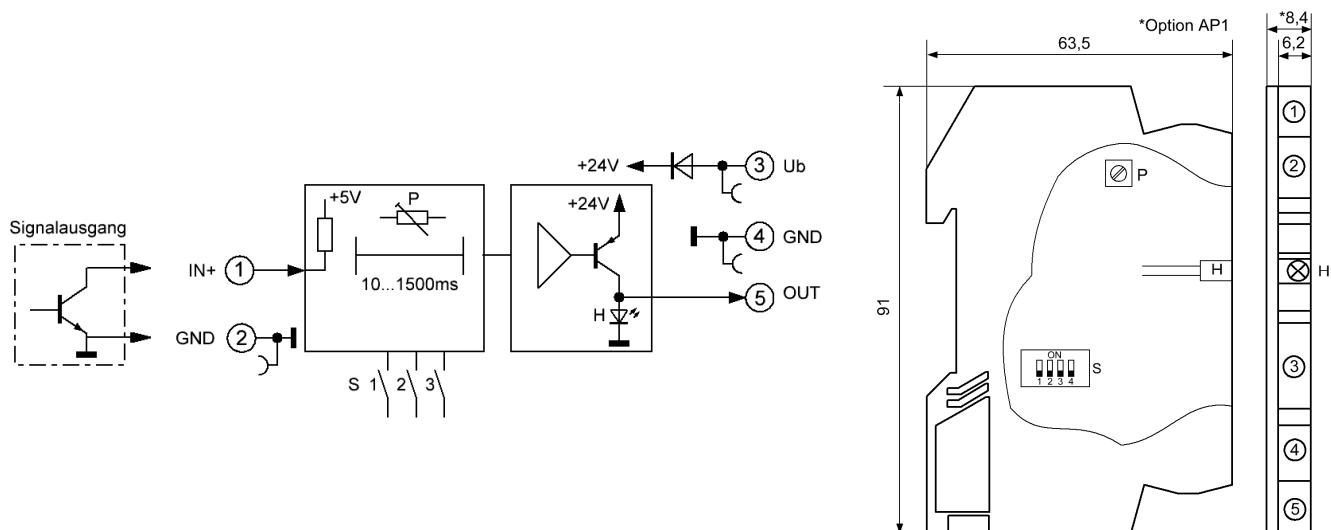 Signalausgang
IN+ 1
GND 2
+5V
P
10...1500ms
S 1 2 3
+24V
H
+24V
3 Ub
4 GND
5 OUT
*Option AP1
63,5
*8,4
6,2
91
P
H
ON
1 2 3 4
S
1
2
H
3
4
5